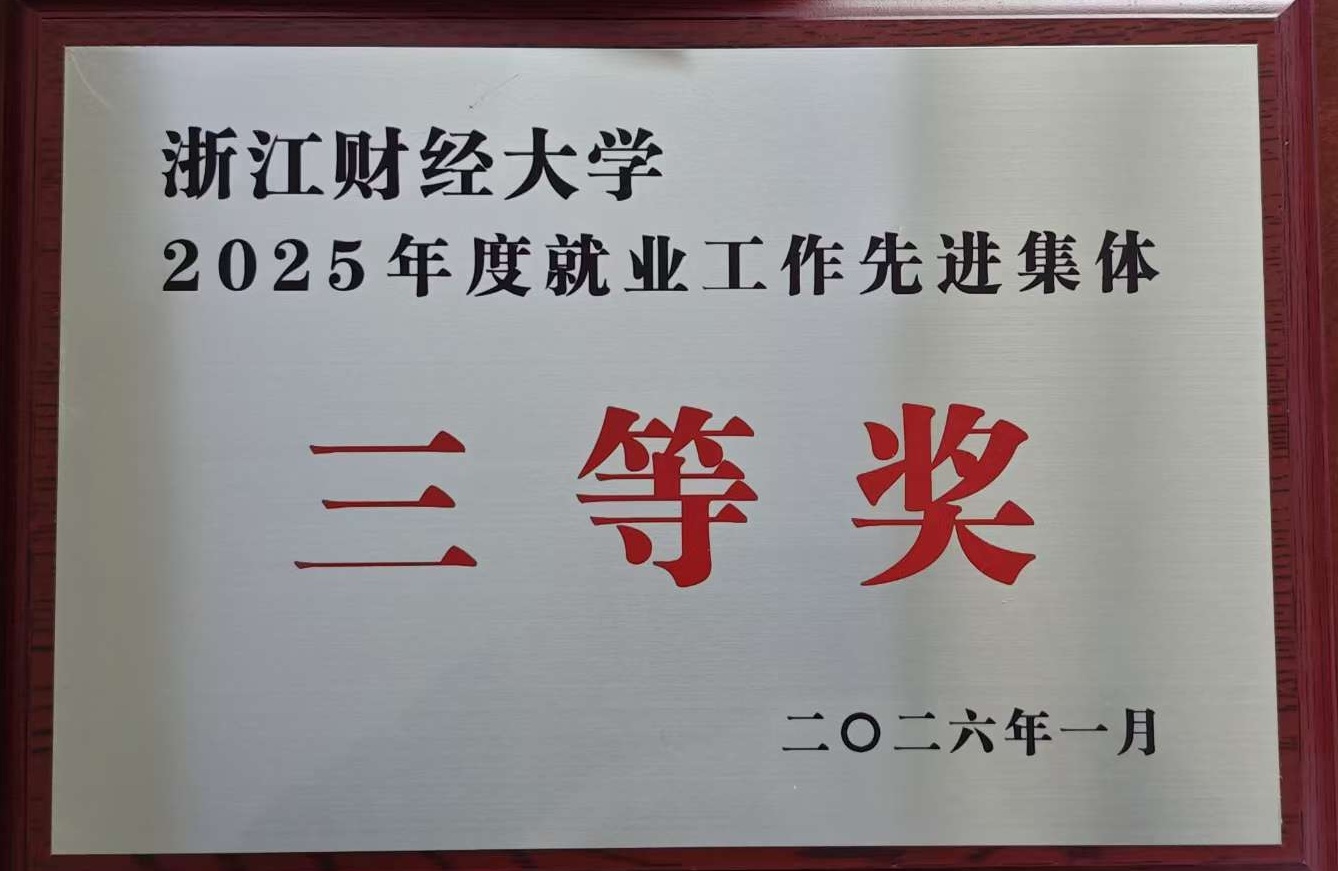 浙江财经大学
2025年度就业工作先进集体
三等奖
二〇二六年一月